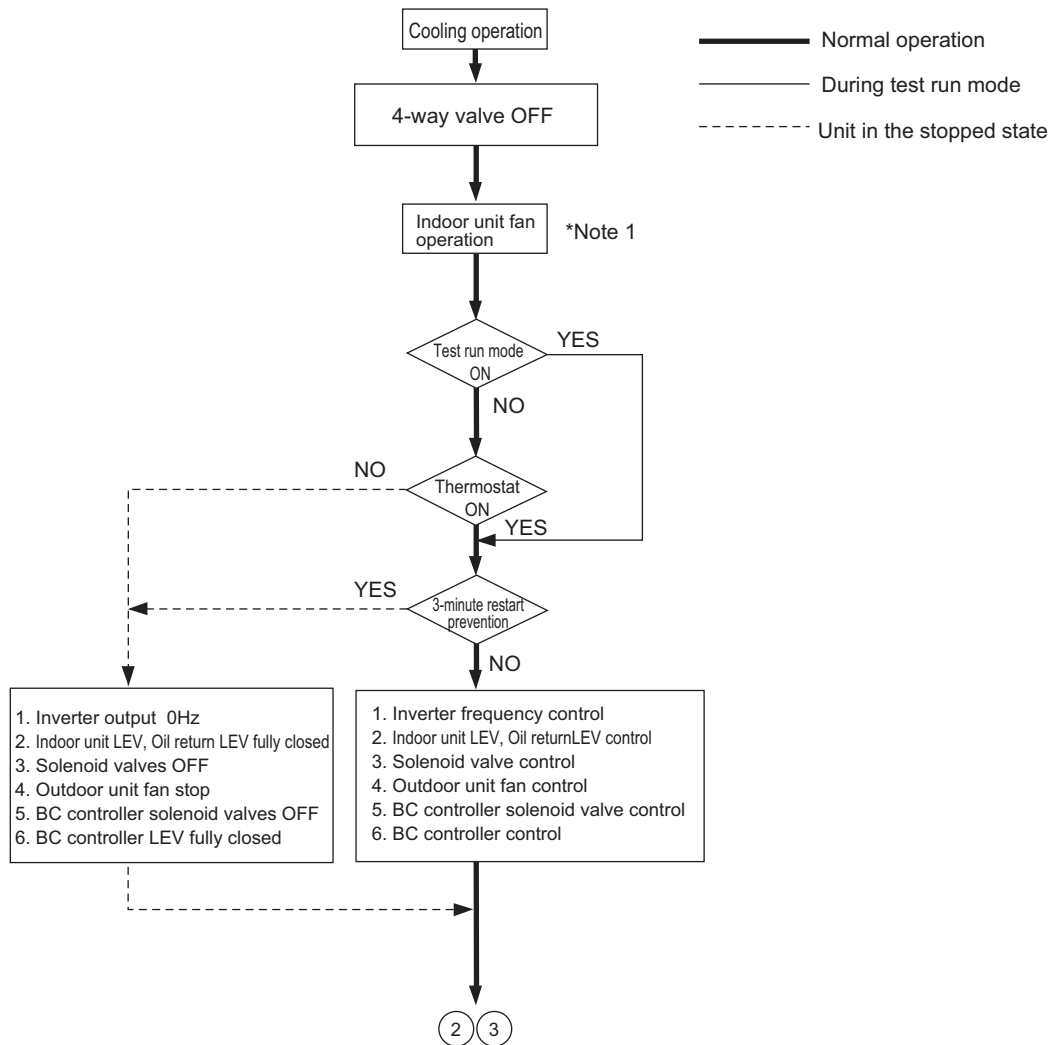 Cooling operation
Normal operation
During test run mode
Unit in the stopped state
4-way valve OFF
Indoor unit fan
operation
*Note 1
Test run mode
ON
YES
NO
Thermostat
ON
NO
YES
3-minute restart
prevention
YES
NO
1. Inverter output 0Hz
2. Indoor unit LEV, Oil return LEV fully closed
3. Solenoid valves OFF
4. Outdoor unit fan stop
5. BC controller solenoid valves OFF
6. BC controller LEV fully closed
1. Inverter frequency control
2. Indoor unit LEV, Oil returnLEV control
3. Solenoid valve control
4. Outdoor unit fan control
5. BC controller solenoid valve control
6. BC controller control
2 3